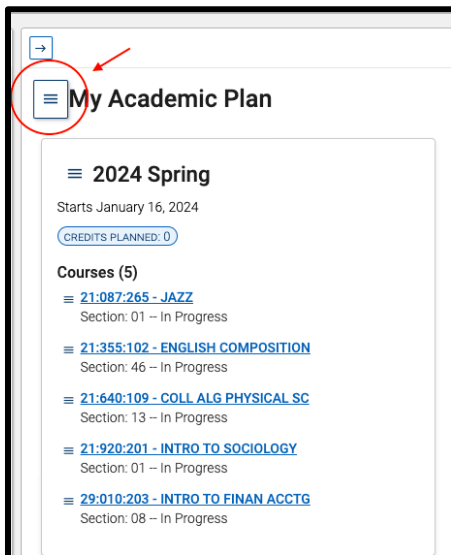 My Academic Plan
2024 Spring
Starts January 16, 2024
CREDITS PLANNED: 0
Courses (5)
21:087:265 - JAZZ
Section: 01 -- In Progress
21:355:102 - ENGLISH COMPOSITION
Section: 46 -- In Progress
21:640:109 - COLL ALG PHYSICAL SC
Section: 13 -- In Progress
21:920:201 - INTRO TO SOCIOLOGY
Section: 01 -- In Progress
29:010:203 - INTRO TO FINAN ACCTG
Section: 08 -- In Progress